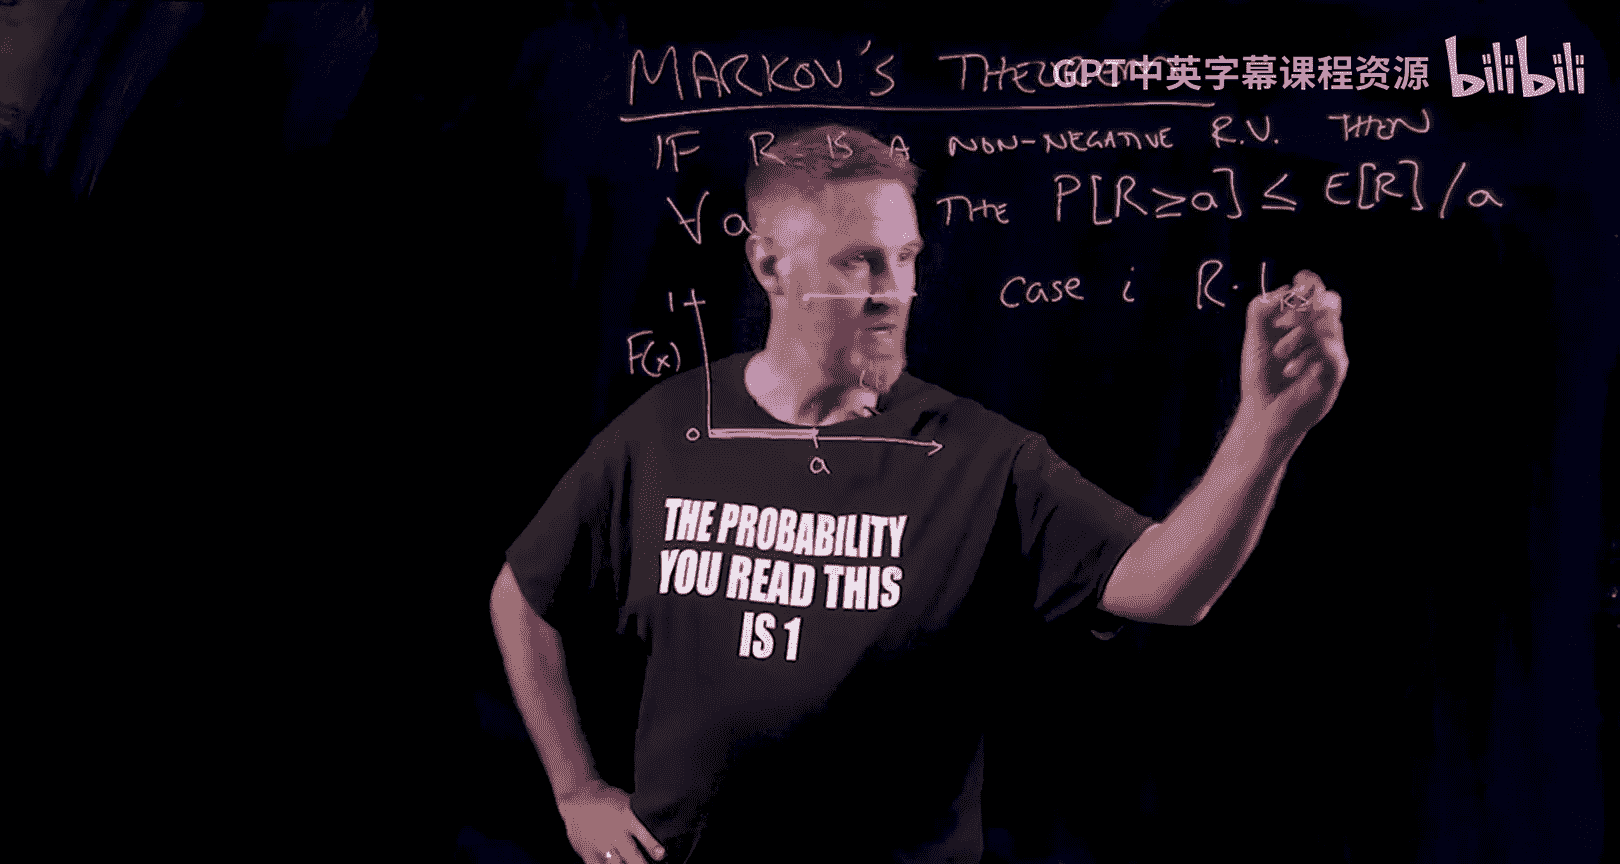 MARKOV'S
GPT中英字幕课程资源 bilibili
IF R IS A NON-NEGATIVE R.V. THEN
∀ a THE P[R≥a] ≤ E[R]/a
case i R·I
1
F(x)
0
a
THE PROBABILITY
YOU READ THIS
IS 1